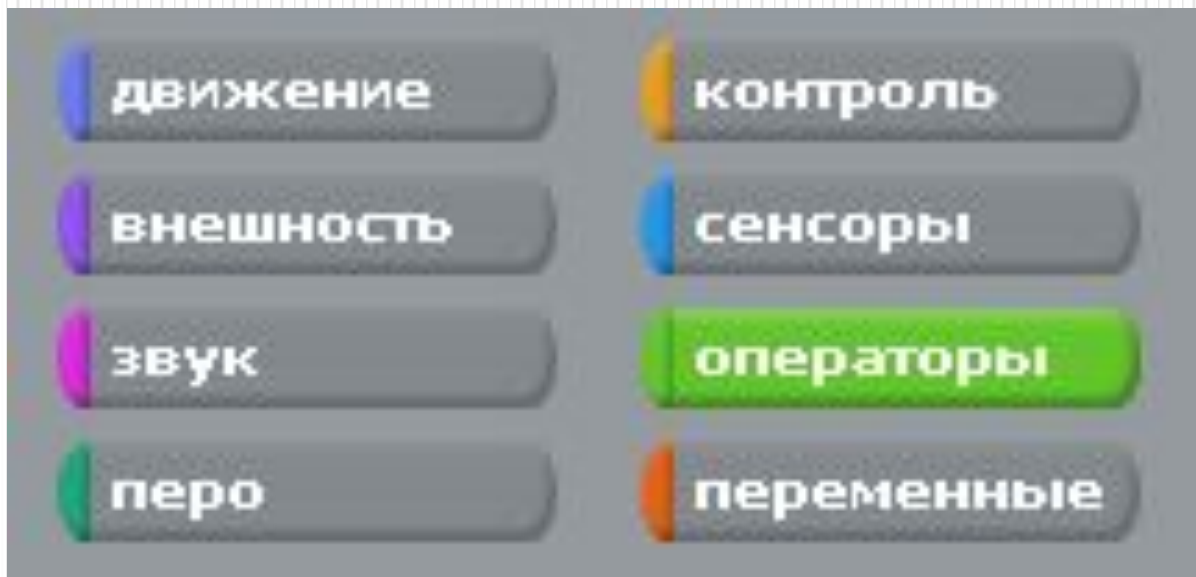 движение
контроль
внешность
сенсоры
звук
операторы
перо
переменные